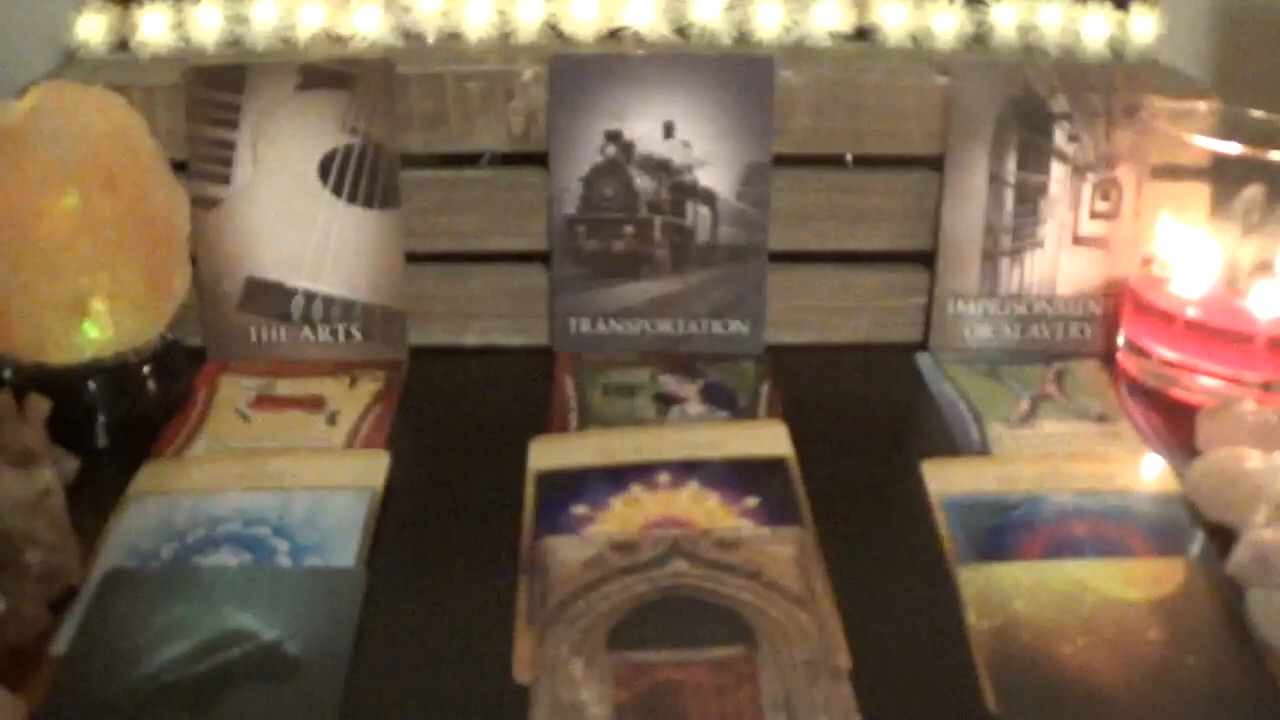 THE ARTS
TRANSPORTATION
IMPRISONMENT
OR SLAVERY